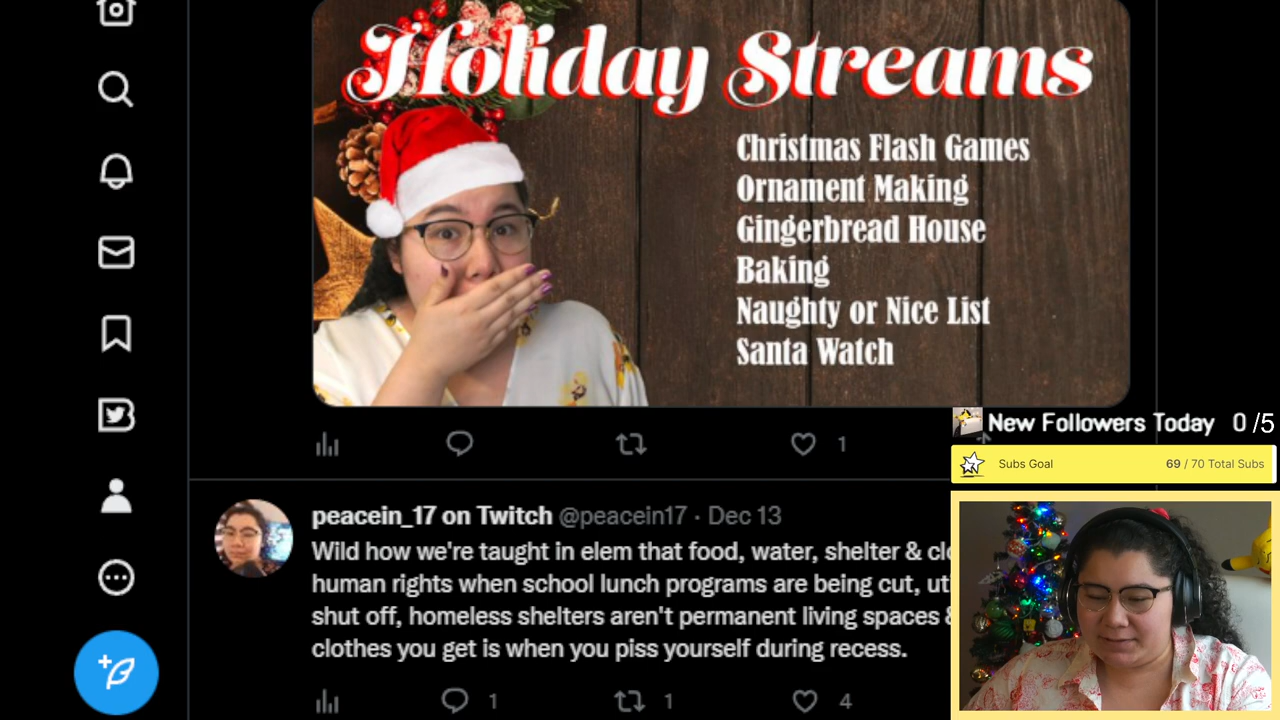 Holiday Streams
Christmas Flash Games
Ornament Making
Gingerbread House
Baking
Naughty or Nice List
Santa Watch
1
New Followers Today 0 /5
Subs Goal 69 / 70 Total Subs
peacein_17 on Twitch @peacein17 · Dec 13
Wild how we're taught in elem that food, water, shelter &
human rights when school lunch programs are being cut,
shut off, homeless shelters aren't permanent living spaces
clothes you get is when you piss yourself during recess.
1 1 4